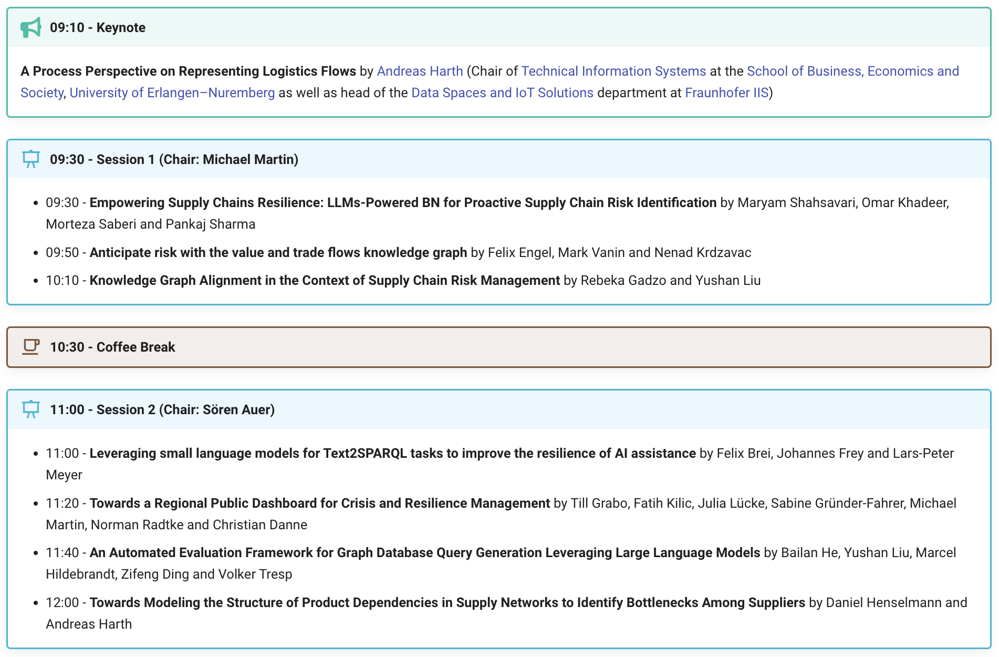 09:10 - Keynote
A Process Perspective on Representing Logistics Flows by Andreas Harth (Chair of Technical Information Systems at the School of Business, Economics and
Society, University of Erlangen–Nuremberg as well as head of the Data Spaces and IoT Solutions department at Fraunhofer IIS)
09:30 - Session 1 (Chair: Michael Martin)
• 09:30 - Empowering Supply Chains Resilience: LLMs-Powered BN for Proactive Supply Chain Risk Identification by Maryam Shahsavari, Omar Khadeer,
Morteza Saberi and Pankaj Sharma
• 09:50 - Anticipate risk with the value and trade flows knowledge graph by Felix Engel, Mark Vanin and Nenad Krdzavac
• 10:10 - Knowledge Graph Alignment in the Context of Supply Chain Risk Management by Rebeka Gadzo and Yushan Liu
10:30 - Coffee Break
11:00 - Session 2 (Chair: Sören Auer)
• 11:00 - Leveraging small language models for Text2SPARQL tasks to improve the resilience of AI assistance by Felix Brei, Johannes Frey and Lars-Peter
Meyer
• 11:20 - Towards a Regional Public Dashboard for Crisis and Resilience Management by Till Grabo, Fatih Kilic, Julia Lücke, Sabine Gründer-Fahrer, Michael
Martin, Norman Radtke and Christian Danne
• 11:40 - An Automated Evaluation Framework for Graph Database Query Generation Leveraging Large Language Models by Bailan He, Yushan Liu, Marcel
Hildebrandt, Zifeng Ding and Volker Tresp
• 12:00 - Towards Modeling the Structure of Product Dependencies in Supply Networks to Identify Bottlenecks Among Suppliers by Daniel Henselmann and
Andreas Harth